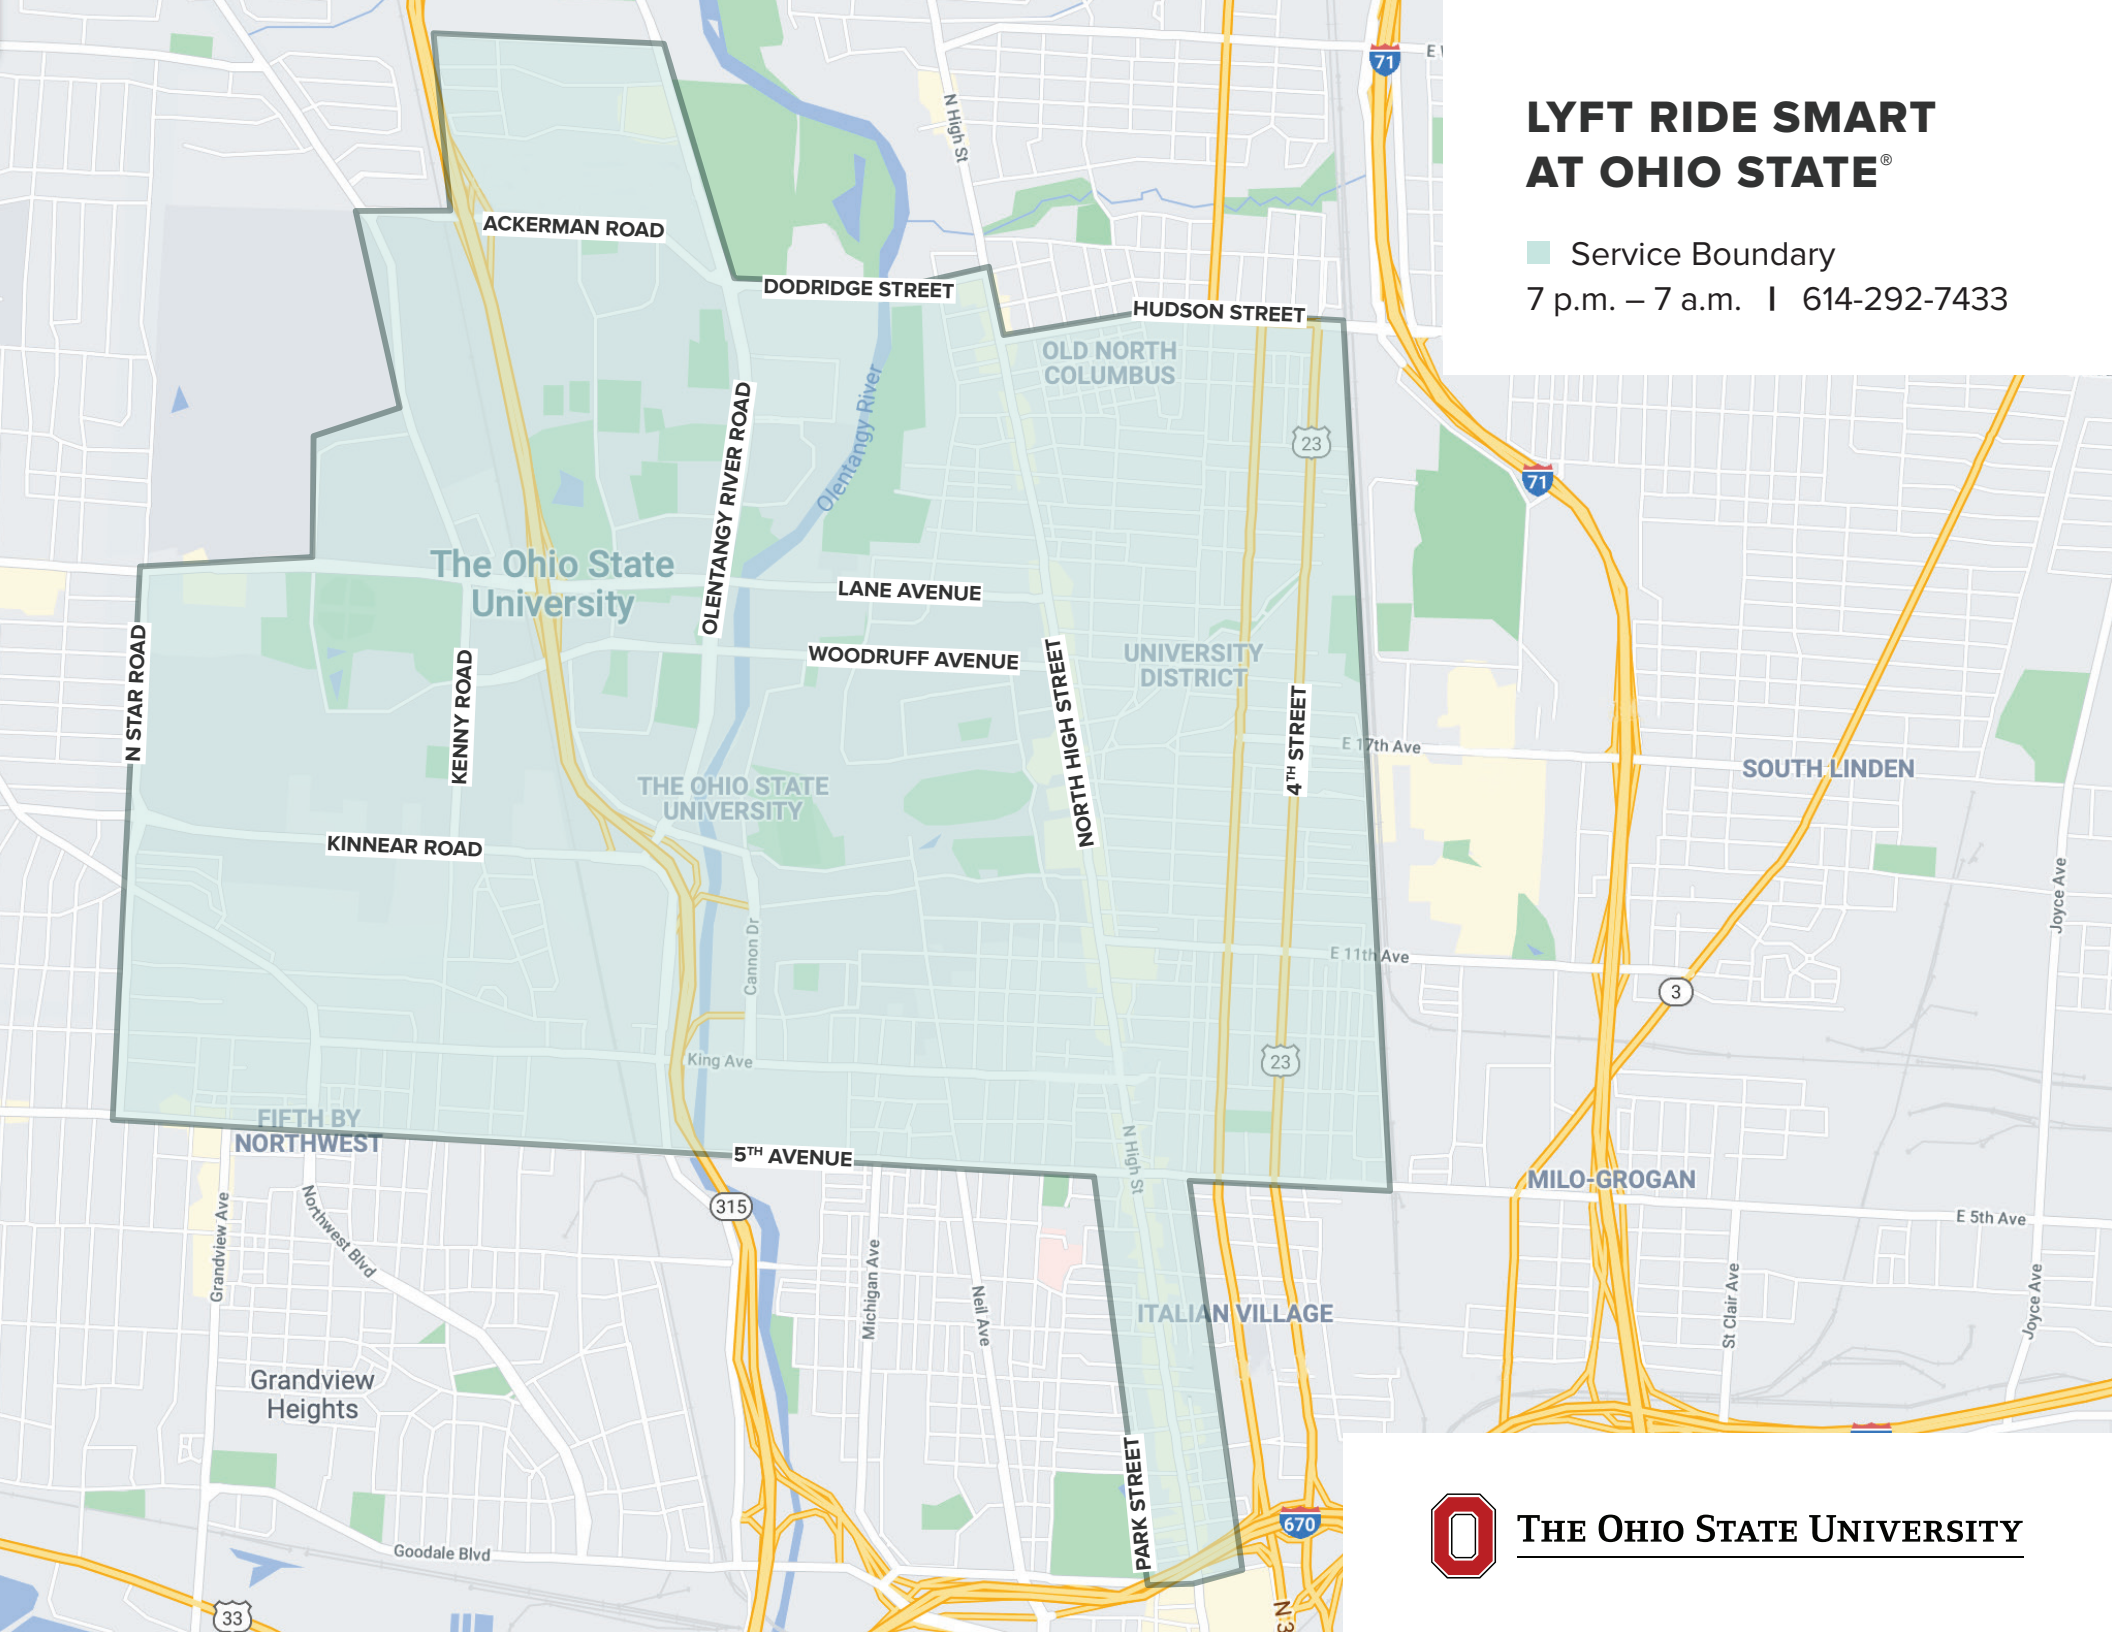 LYFT RIDE SMART
AT OHIO STATE®
Service Boundary
7 p.m. – 7 a.m. | 614-292-7433
71
N High St
ACKERMAN ROAD
DODRIDGE STREET
HUDSON STREET
OLD NORTH
COLUMBUS
23
71
OLENTANGY RIVER ROAD
Olentangy River
The Ohio State
University
LANE AVENUE
WOODRUFF AVENUE
UNIVERSITY
DISTRICT
N STAR ROAD
KENNY ROAD
NORTH HIGH STREET
4TH STREET
E 17th Ave
SOUTH LINDEN
THE OHIO STATE
UNIVERSITY
KINNEAR ROAD
Cannon Dr
E 11th Ave
Joyce Ave
3
King Ave
23
FIFTH BY
NORTHWEST
5TH AVENUE
N High St
MILO-GROGAN
E 5th Ave
315
Grandview Ave
Northwest Blvd
Michigan Ave
Neil Ave
ITALIAN VILLAGE
St Clair Ave
Joyce Ave
Grandview
Heights
PARK STREET
670
Goodale Blvd
33
THE OHIO STATE UNIVERSITY